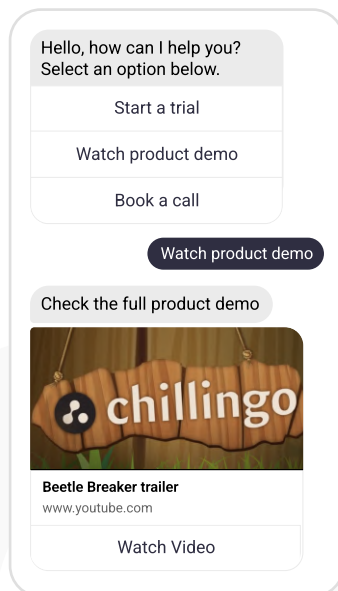 Hello, how can I help you?
Select an option below.
Start a trial
Watch product demo
Book a call
Watch product demo
Check the full product demo
chillingo
Beetle Breaker trailer
www.youtube.com
Watch Video